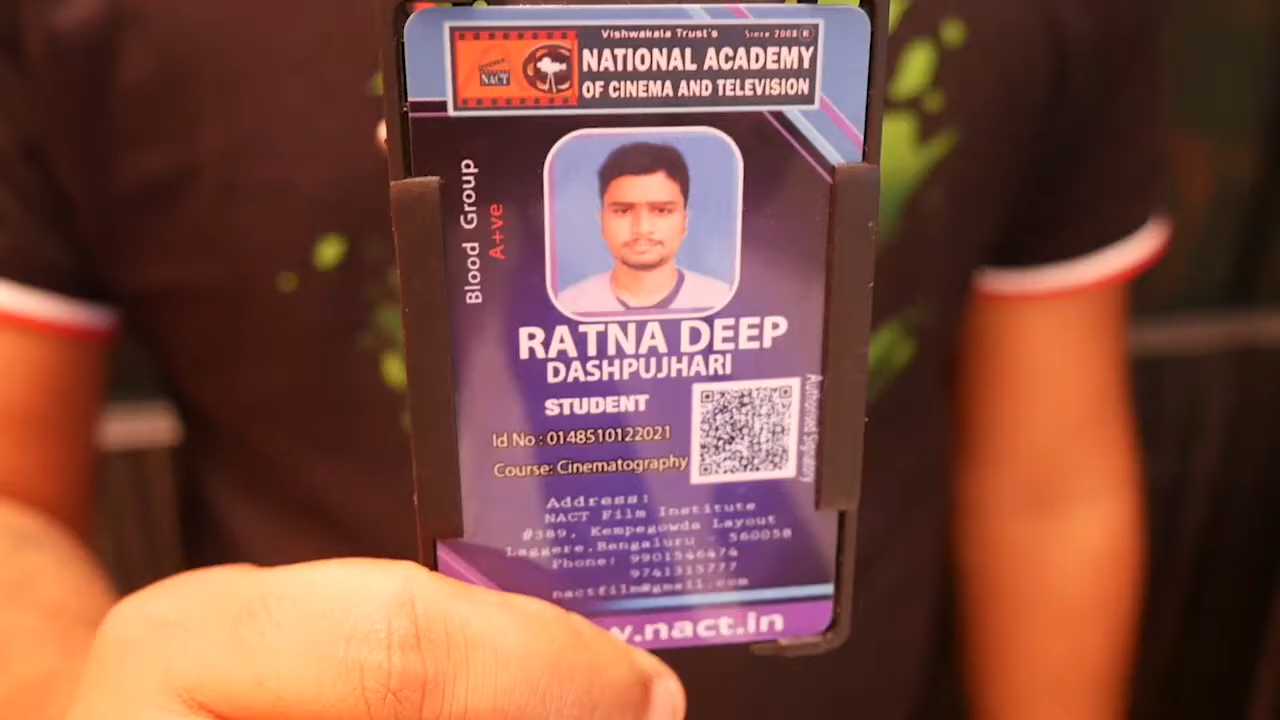 Vishwakala Trust's Since 2008 ®
NACT
NATIONAL ACADEMY
OF CINEMA AND TELEVISION
Blood Group
A+ve
RATNA DEEP
DASHPUJHARI
STUDENT
Id No : 0148510122021
Course: Cinematography
Authorised Signatory
Address:
NACT Film Institute
#389, Kempegowda Layout
Laggere,Bengaluru - 560058
Phone: 9901546474
9741315777
nactfilm@gmail.com
.nact.in